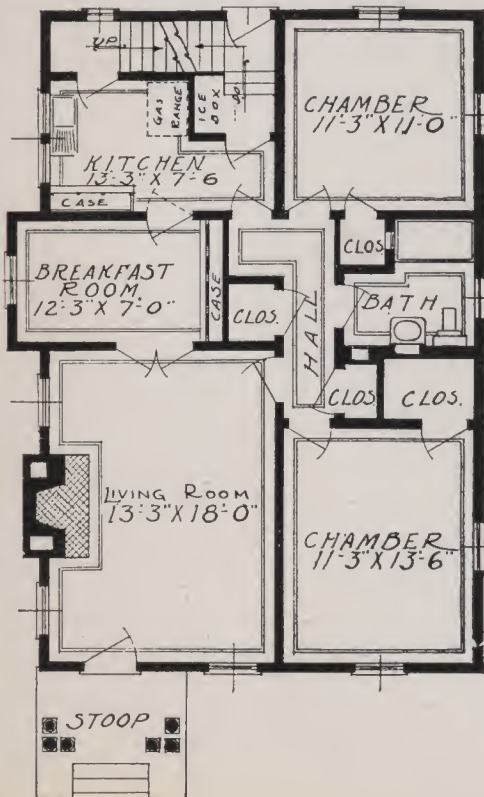 UP
DO.
GAS
RANGE
ICE
BOX
CHAMBER
11'-3" X 11'-0"
KITCHEN
13'-3" X 7'-6
CASE
CLOS.
BREAKFAST
ROOM
12'-3" X 7'-0"
CASE
CLOS.
HALL
BATH
CLOS.
CLOS.
LIVING ROOM
13'-3" X 18'-0"
CHAMBER
11'-3" X 13'-6"
STOOP